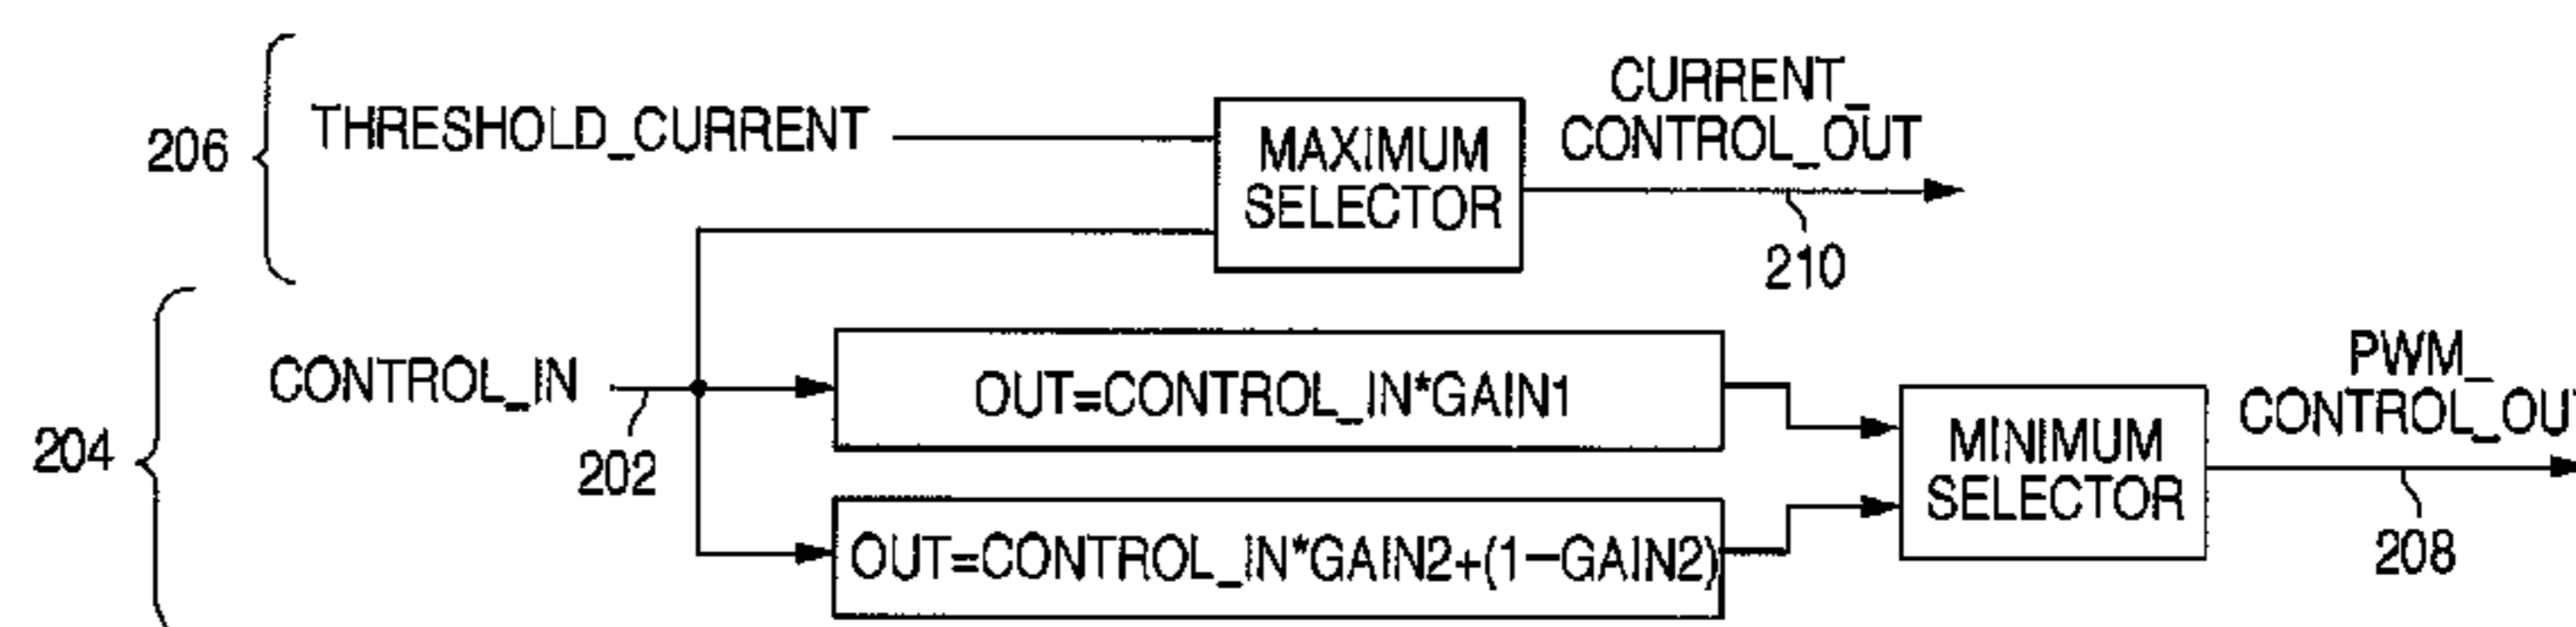 206
THRESHOLD_CURRENT
MAXIMUM
SELECTOR
CURRENT_
CONTROL_OUT
210
204
CONTROL_IN
202
OUT=CONTROL_IN*GAIN1
OUT=CONTROL_IN*GAIN2+(1-GAIN2)
MINIMUM
SELECTOR
PWM_
CONTROL_OUT
208